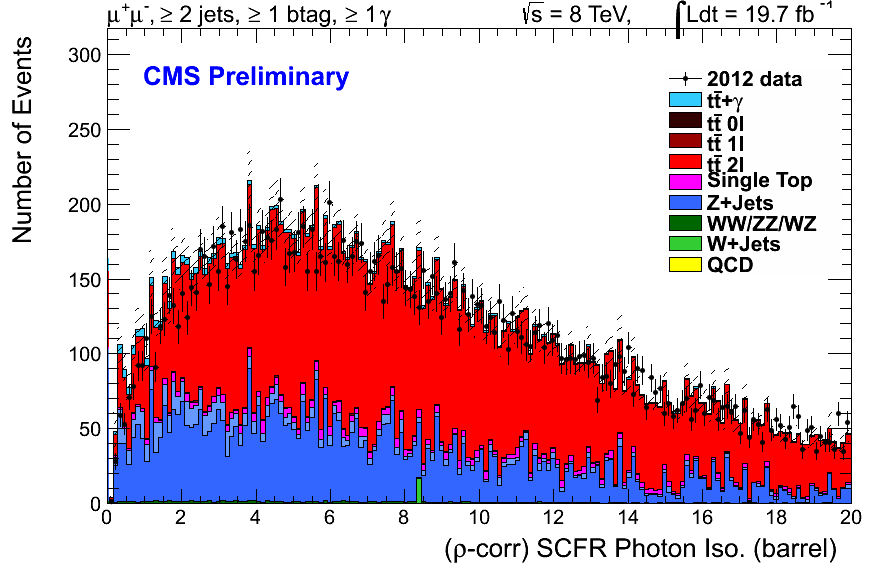 μ⁺μ⁻, ≥ 2 jets, ≥ 1 btag, ≥ 1 γ
√s = 8 TeV, ∫Ldt = 19.7 fb⁻¹
CMS Preliminary
2012 data
tt̄+γ
tt̄ 0l
tt̄ 1l
tt̄ 2l
Single Top
Z+Jets
WW/ZZ/WZ
W+Jets
QCD
Number of Events
300
250
200
150
100
50
0
0 2 4 6 8 10 12 14 16 18 20
(ρ-corr) SCFR Photon Iso. (barrel)